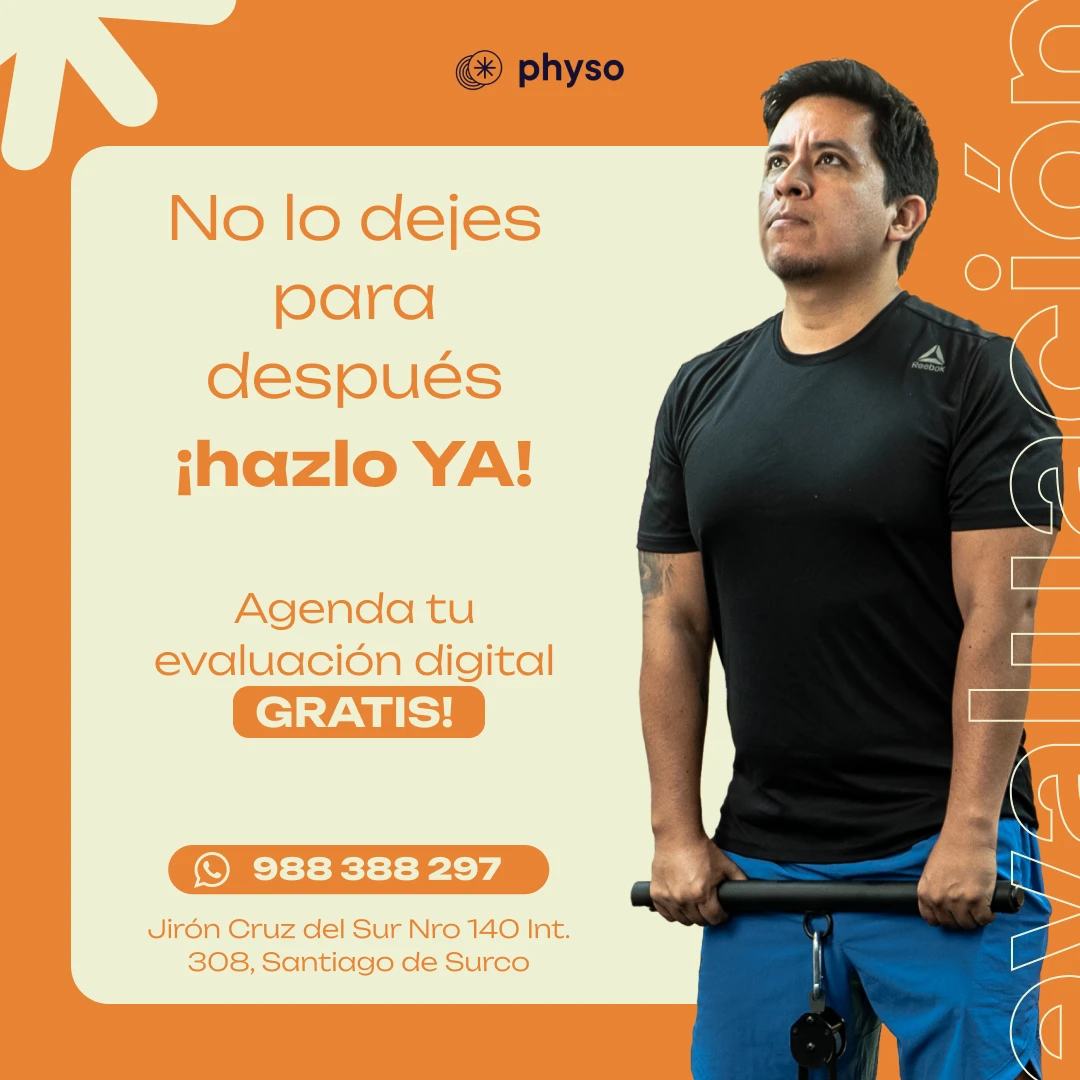 physo
No lo dejes
para
después
¡hazlo YA!
Agenda tu
evaluación digital
GRATIS!
988 388 297
Jirón Cruz del Sur Nro 140 Int.
308, Santiago de Surco
Reebok
evaluación